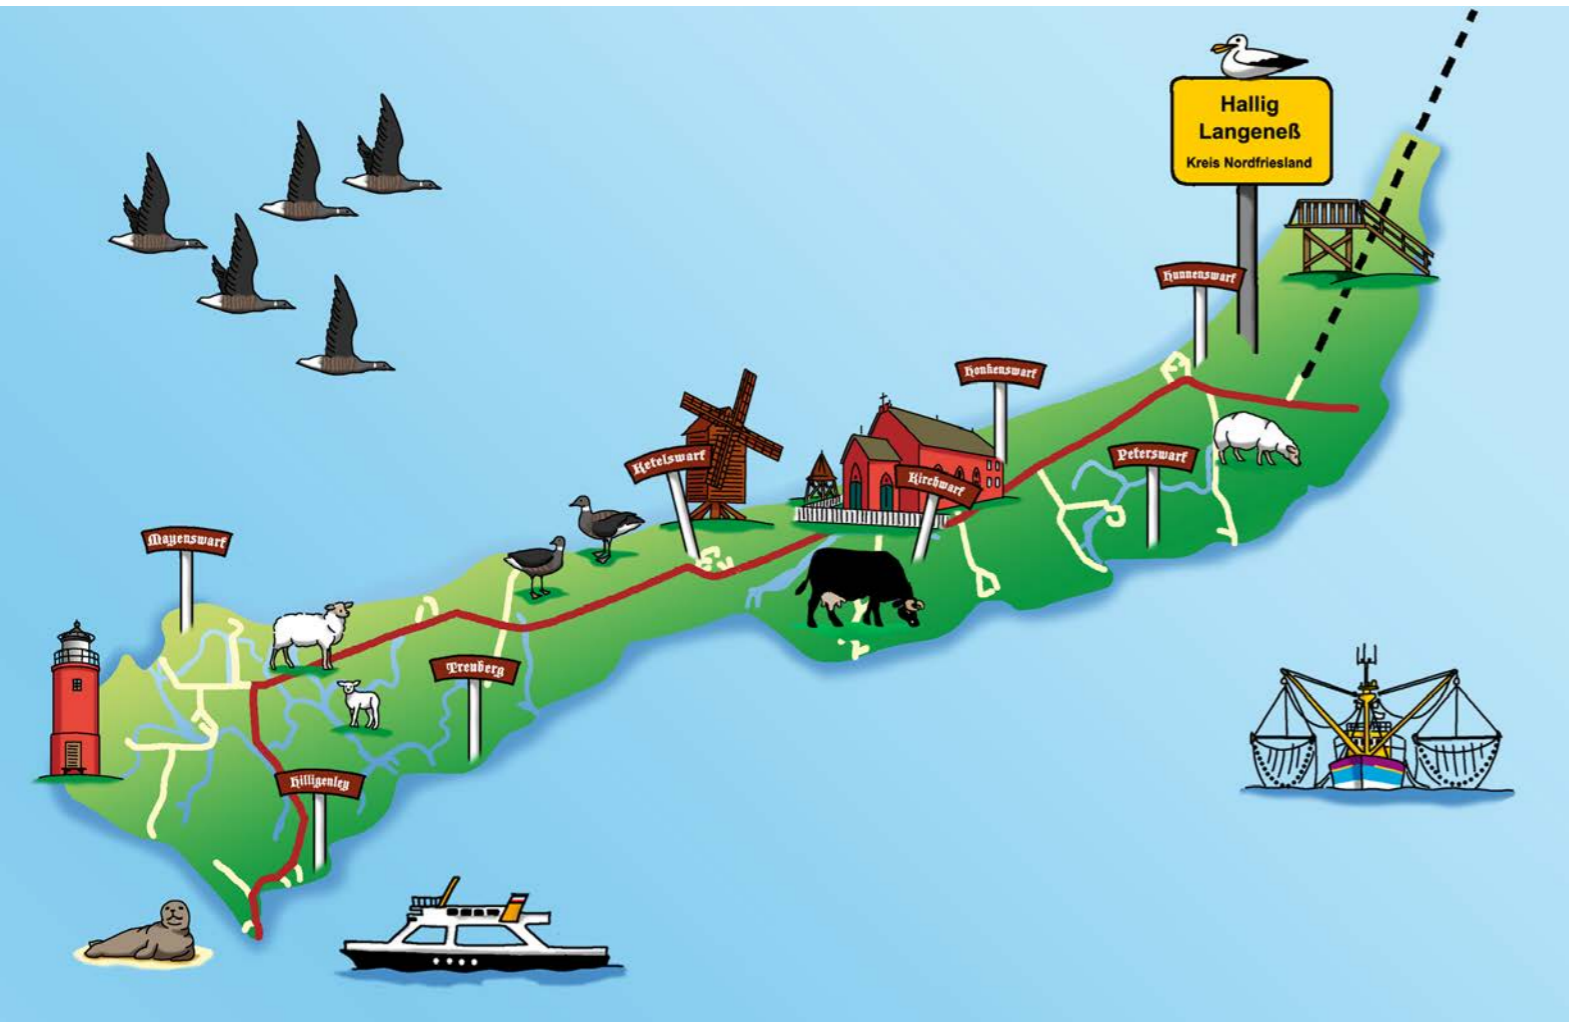 Hallig
Langeneß
Kreis Nordfriesland
Hunnenswarf
Honkenswarf
Peterswarf
Ketelswarf
Kirchwarf
Mayenswarf
Treuberg
Hilligenley